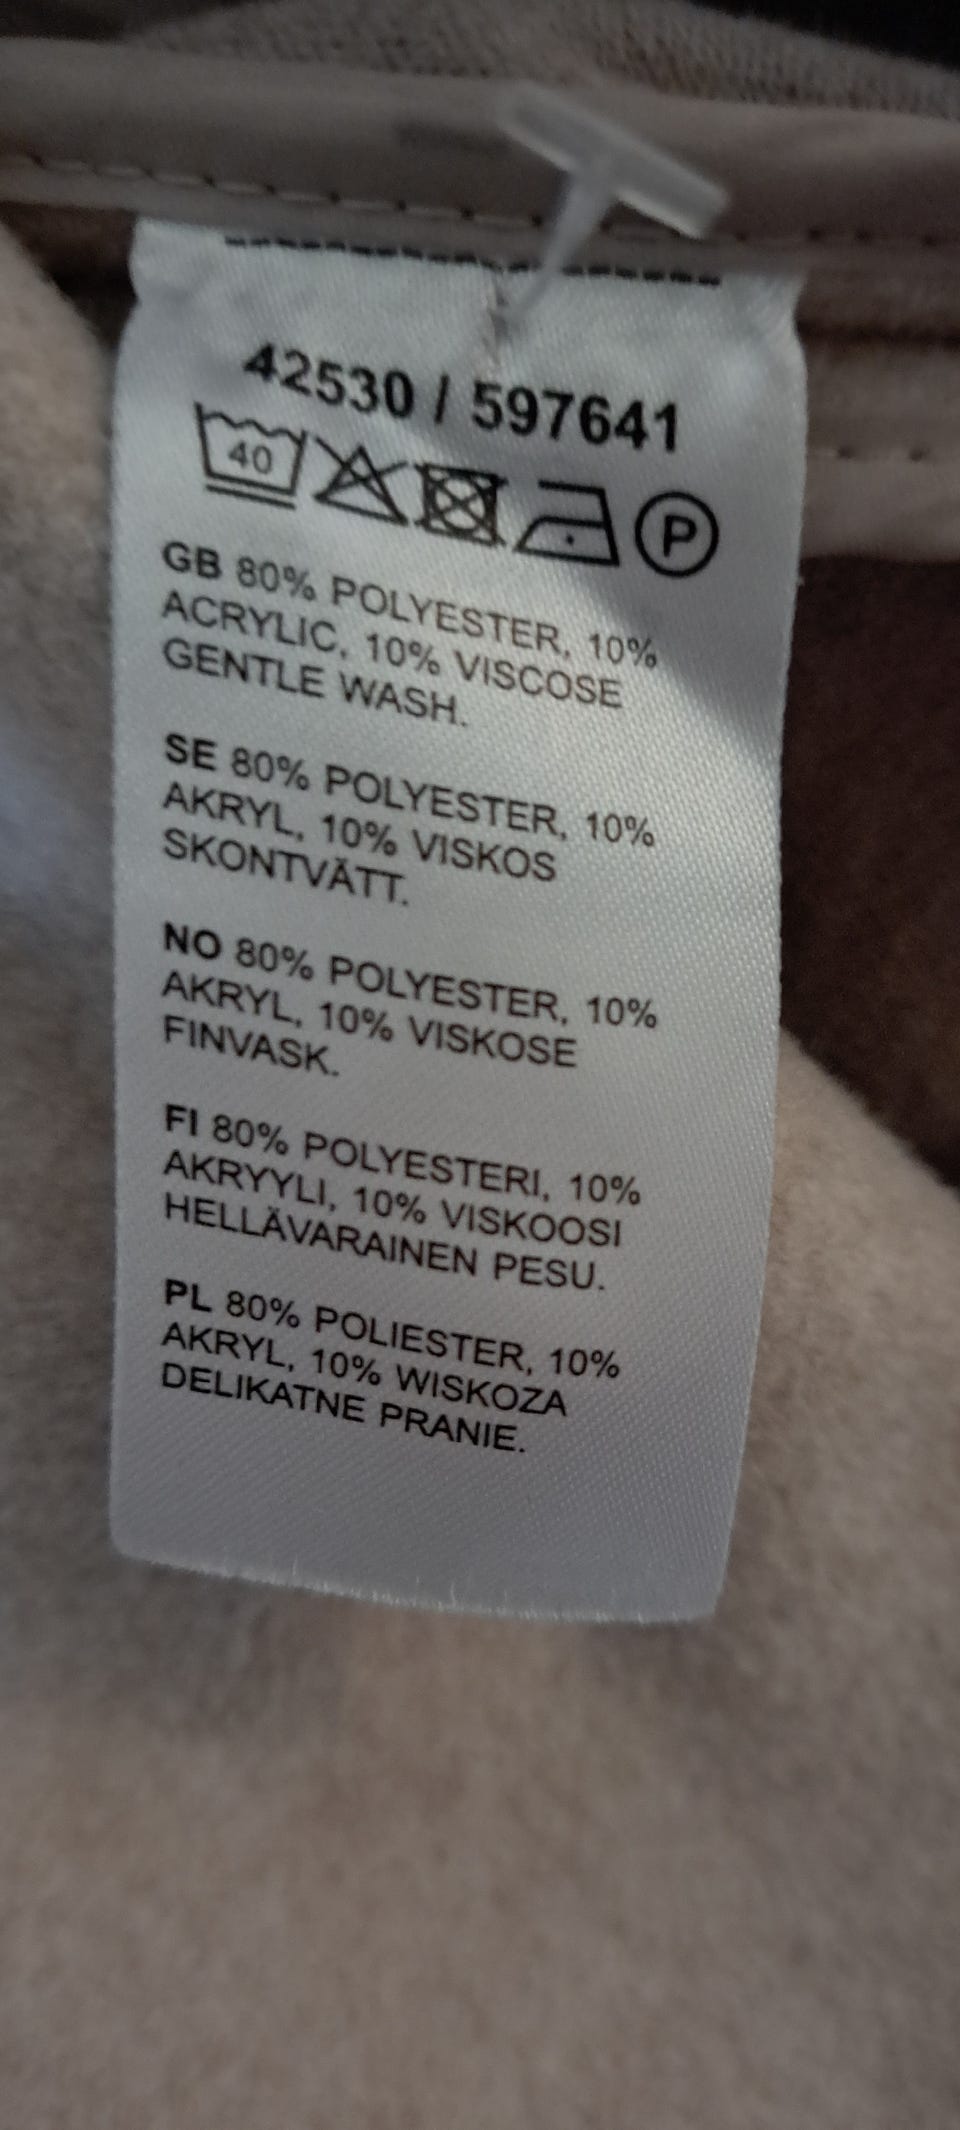 42530 / 597641
40 P
GB 80% POLYESTER, 10%
ACRYLIC, 10% VISCOSE
GENTLE WASH.
SE 80% POLYESTER, 10%
AKRYL, 10% VISKOS
SKONTVÄTT.
NO 80% POLYESTER, 10%
AKRYL, 10% VISKOSE
FINVASK.
FI 80% POLYESTERI, 10%
AKRYYLI, 10% VISKOOSI
HELLÄVARAINEN PESU.
PL 80% POLIESTER, 10%
AKRYL, 10% WISKOZA
DELIKATNE PRANIE.